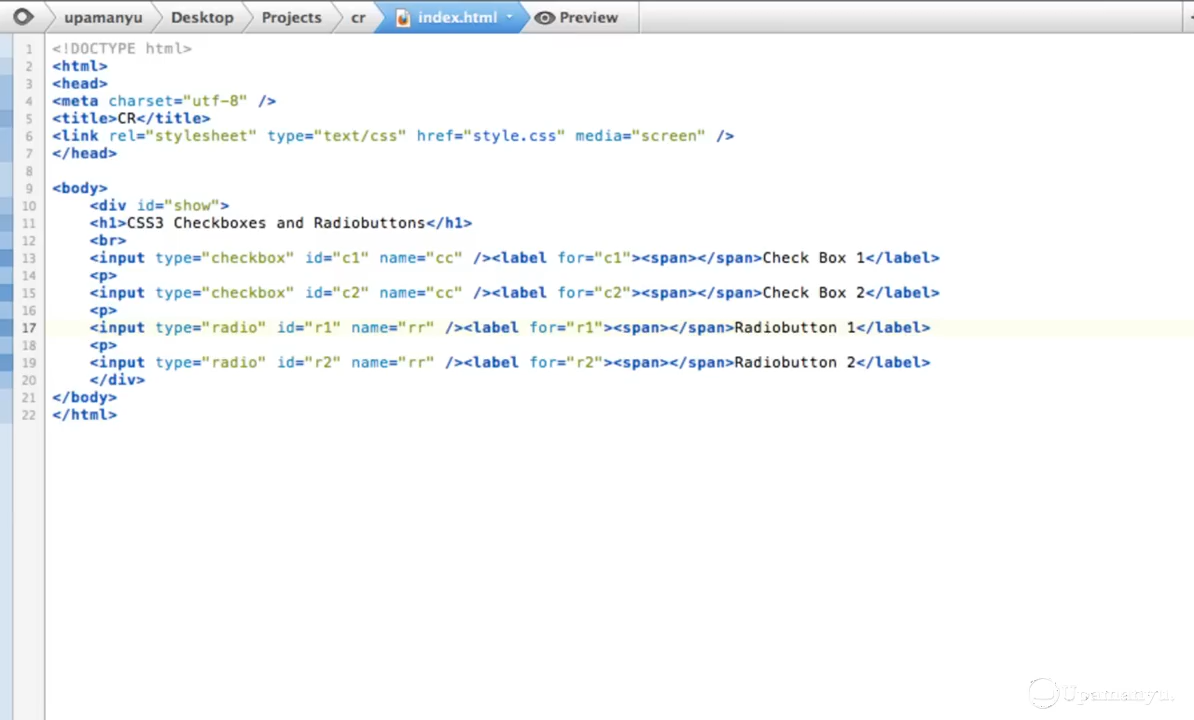 upamanyu Desktop Projects cr index.html Preview
1 <!DOCTYPE html>
2 <html>
3 <head>
4 <meta charset="utf-8" />
5 <title>CR</title>
6 <link rel="stylesheet" type="text/css" href="style.css" media="screen" />
7 </head>
8
9 <body>
10 <div id="show">
11 <h1>CSS3 Checkboxes and Radiobuttons</h1>
12 <br>
13 <input type="checkbox" id="c1" name="cc" /><label for="c1"><span></span>Check Box 1</label>
14 <p>
15 <input type="checkbox" id="c2" name="cc" /><label for="c2"><span></span>Check Box 2</label>
16 <p>
17 <input type="radio" id="r1" name="rr" /><label for="r1"><span></span>Radiobutton 1</label>
18 <p>
19 <input type="radio" id="r2" name="rr" /><label for="r2"><span></span>Radiobutton 2</label>
20 </div>
21 </body>
22 </html>
Upamanyu.